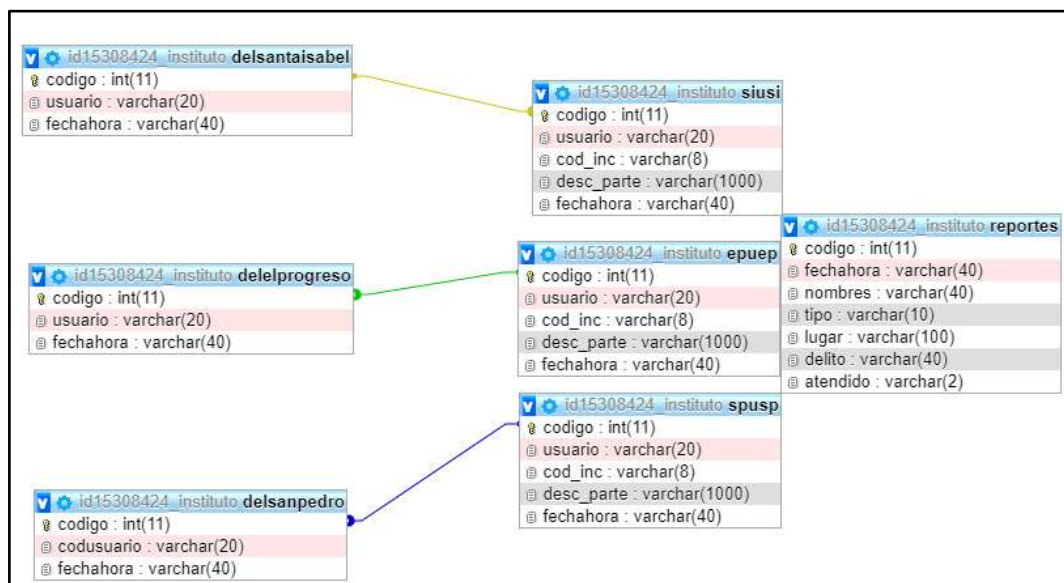 id15308424_instituto delsantaisabel
codigo : int(11)
usuario : varchar(20)
fechahora : varchar(40)
id15308424_instituto siusi
codigo : int(11)
usuario : varchar(20)
cod_inc : varchar(8)
desc_parte : varchar(1000)
fechahora : varchar(40)
id15308424_instituto reportes
codigo : int(11)
fechahora : varchar(40)
nombres : varchar(40)
tipo : varchar(10)
lugar : varchar(100)
delito : varchar(40)
atendido : varchar(2)
id15308424_instituto epuep
codigo : int(11)
usuario : varchar(20)
cod_inc : varchar(8)
desc_parte : varchar(1000)
fechahora : varchar(40)
id15308424_instituto delelprogreso
codigo : int(11)
usuario : varchar(20)
fechahora : varchar(40)
id15308424_instituto spusp
codigo : int(11)
usuario : varchar(20)
cod_inc : varchar(8)
desc_parte : varchar(1000)
fechahora : varchar(40)
id15308424_instituto delsanpedro
codigo : int(11)
codusuario : varchar(20)
fechahora : varchar(40)